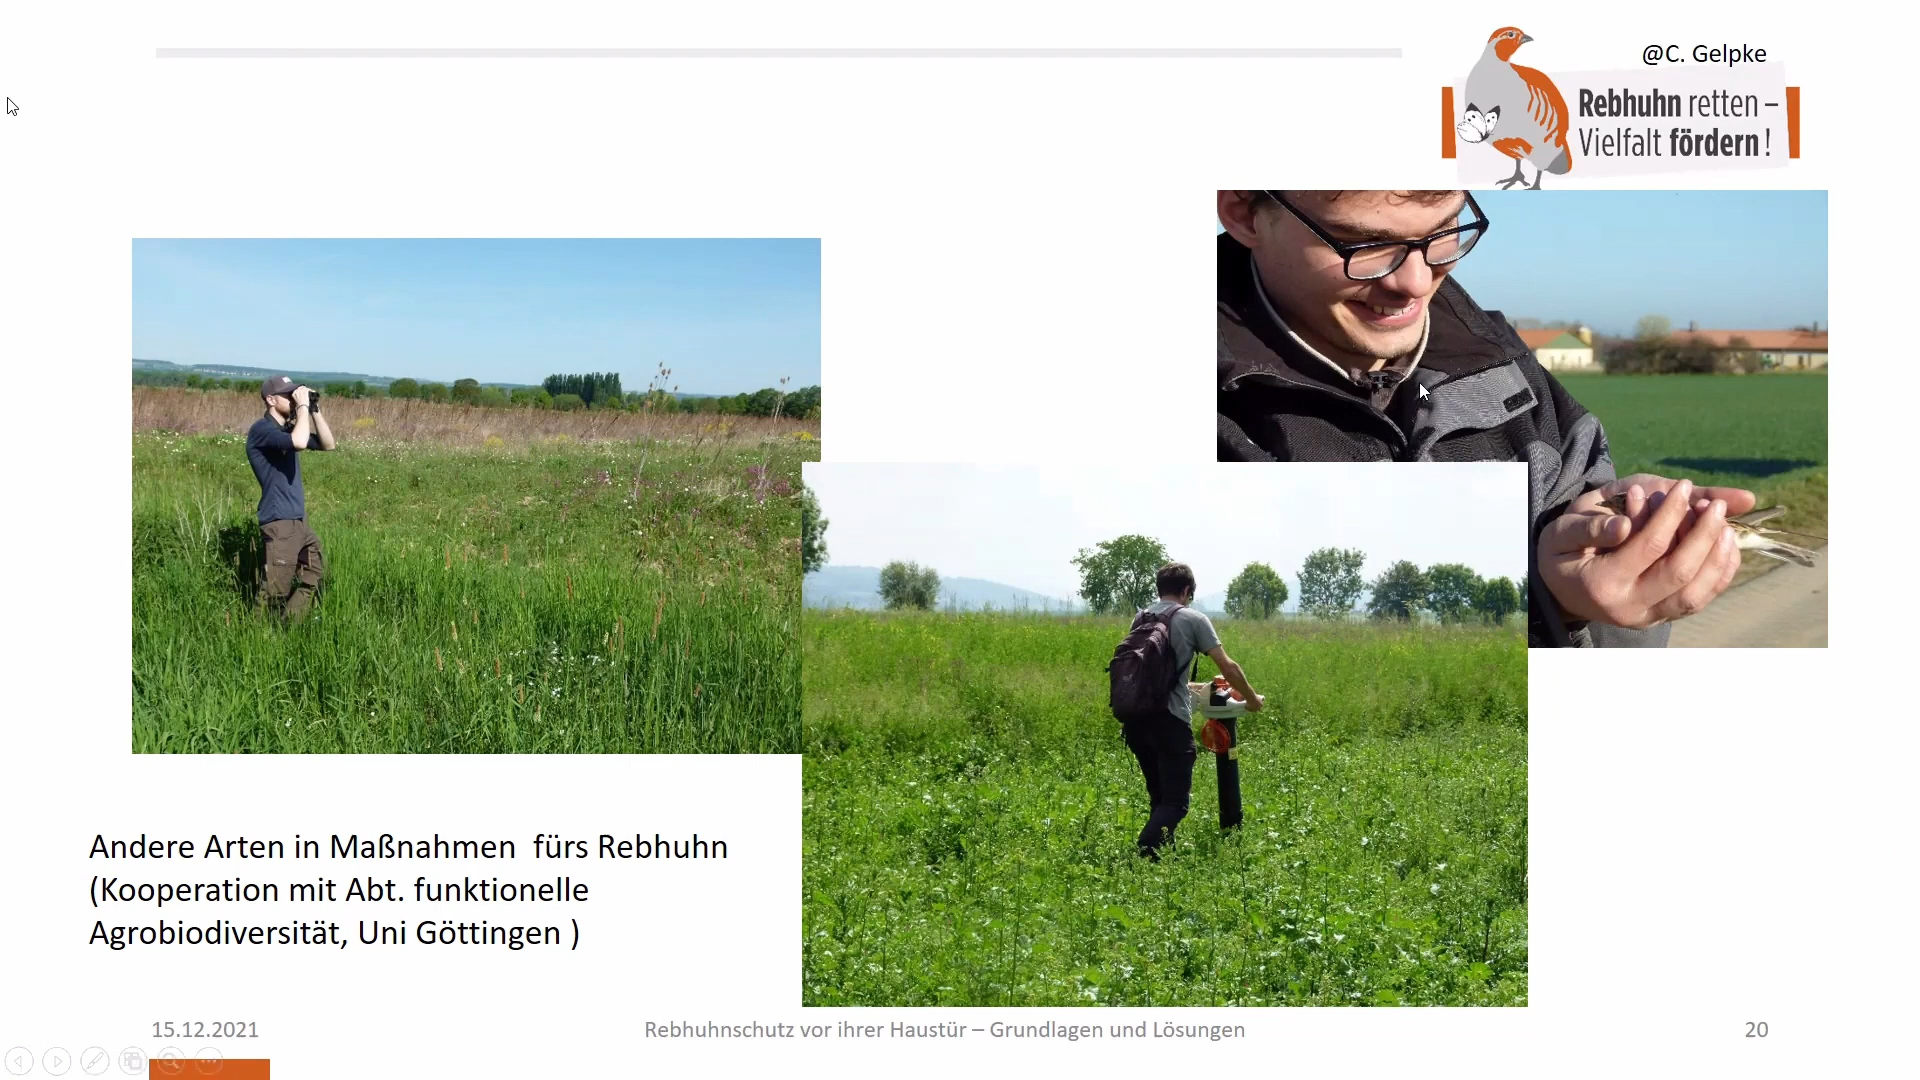 @C. Gelpke
Rebhuhn retten –
Vielfalt fördern !
Andere Arten in Maßnahmen  fürs Rebhuhn
(Kooperation mit Abt. funktionelle
Agrobiodiversität, Uni Göttingen )
15.12.2021
Rebhuhnschutz vor ihrer Haustür – Grundlagen und Lösungen
20